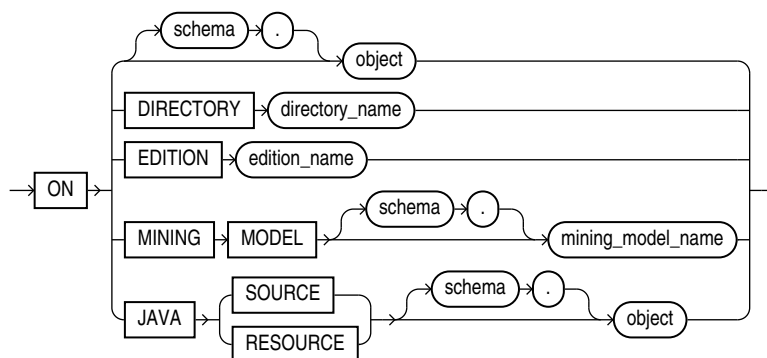 schema .
object
DIRECTORY directory_name
EDITION edition_name
ON
schema .
MINING MODEL mining_model_name
SOURCE schema .
JAVA object
RESOURCE